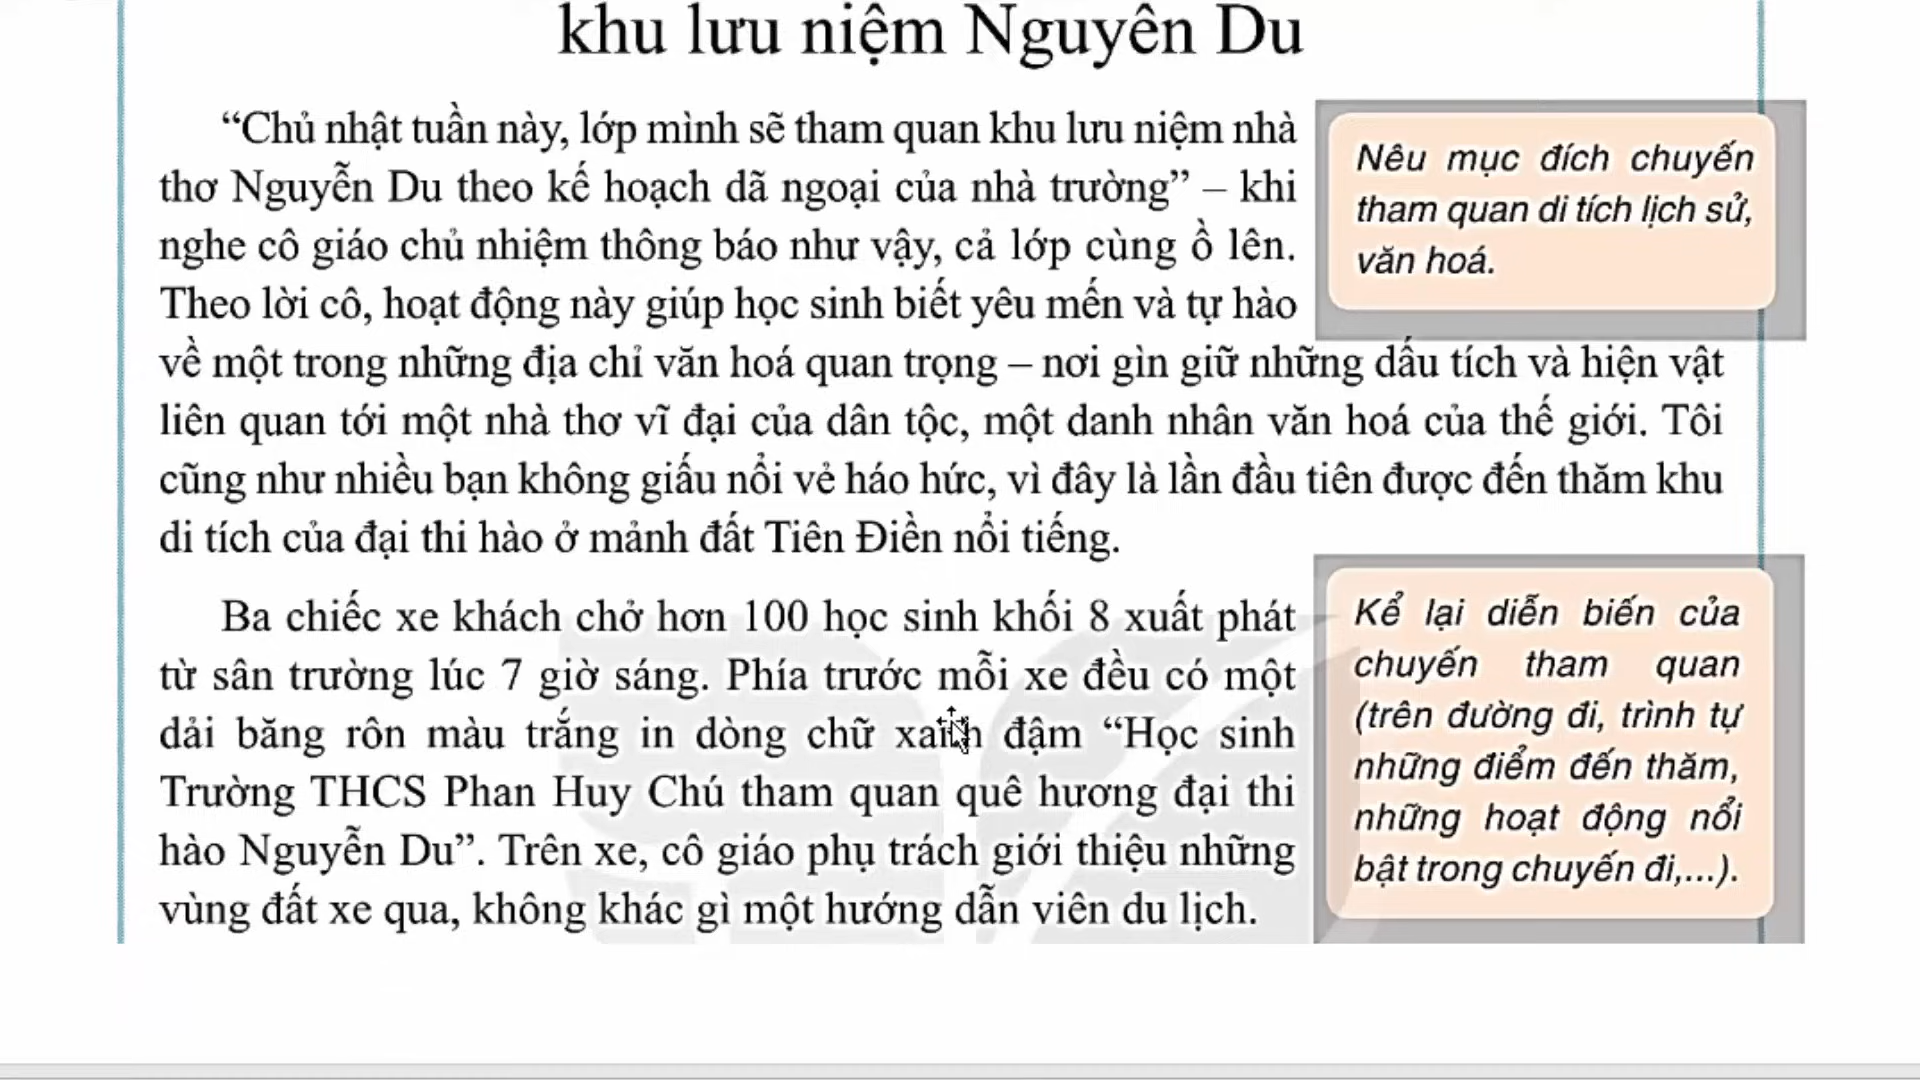 khu lưu niệm Nguyễn Du
“Chủ nhật tuần này, lớp mình sẽ tham quan khu lưu niệm nhà
thơ Nguyễn Du theo kế hoạch dã ngoại của nhà trường” – khi
nghe cô giáo chủ nhiệm thông báo như vậy, cả lớp cùng ồ lên.
Theo lời cô, hoạt động này giúp học sinh biết yêu mến và tự hào
về một trong những địa chỉ văn hoá quan trọng – nơi gìn giữ những dấu tích và hiện vật
liên quan tới một nhà thơ vĩ đại của dân tộc, một danh nhân văn hoá của thế giới. Tôi
cũng như nhiều bạn không giấu nổi vẻ háo hức, vì đây là lần đầu tiên được đến thăm khu
di tích của đại thi hào ở mảnh đất Tiên Điền nổi tiếng.
Nêu mục đích chuyến
tham quan di tích lịch sử,
văn hoá.
Ba chiếc xe khách chở hơn 100 học sinh khối 8 xuất phát
từ sân trường lúc 7 giờ sáng. Phía trước mỗi xe đều có một
dải băng rôn màu trắng in dòng chữ xanh đậm “Học sinh
Trường THCS Phan Huy Chú tham quan quê hương đại thi
hào Nguyễn Du”. Trên xe, cô giáo phụ trách giới thiệu những
vùng đất xe qua, không khác gì một hướng dẫn viên du lịch.
Kể lại diễn biến của
chuyến tham quan
(trên đường đi, trình tự
những điểm đến thăm,
những hoạt động nổi
bật trong chuyến đi,...).